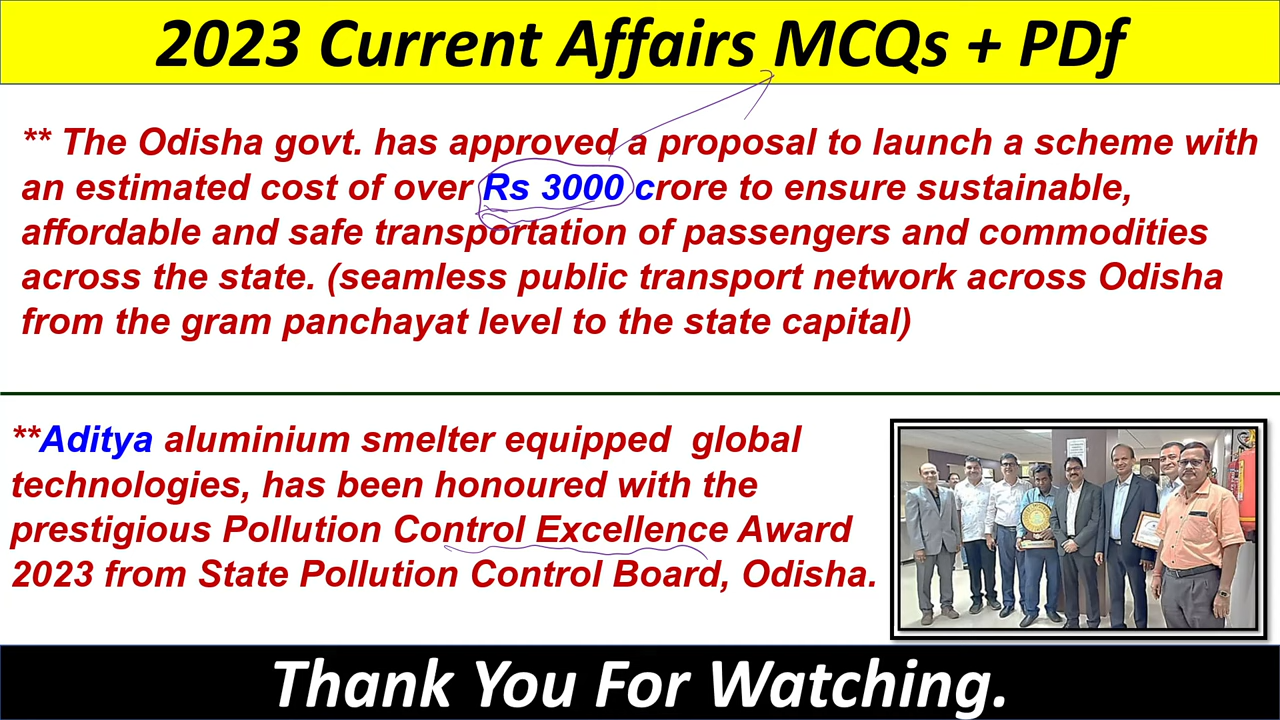 2023 Current Affairs MCQs + PDf
** The Odisha govt. has approved a proposal to launch a scheme with
an estimated cost of over Rs 3000 crore to ensure sustainable,
affordable and safe transportation of passengers and commodities
across the state. (seamless public transport network across Odisha
from the gram panchayat level to the state capital)
**Aditya aluminium smelter equipped global
technologies, has been honoured with the
prestigious Pollution Control Excellence Award
2023 from State Pollution Control Board, Odisha.
Thank You For Watching.